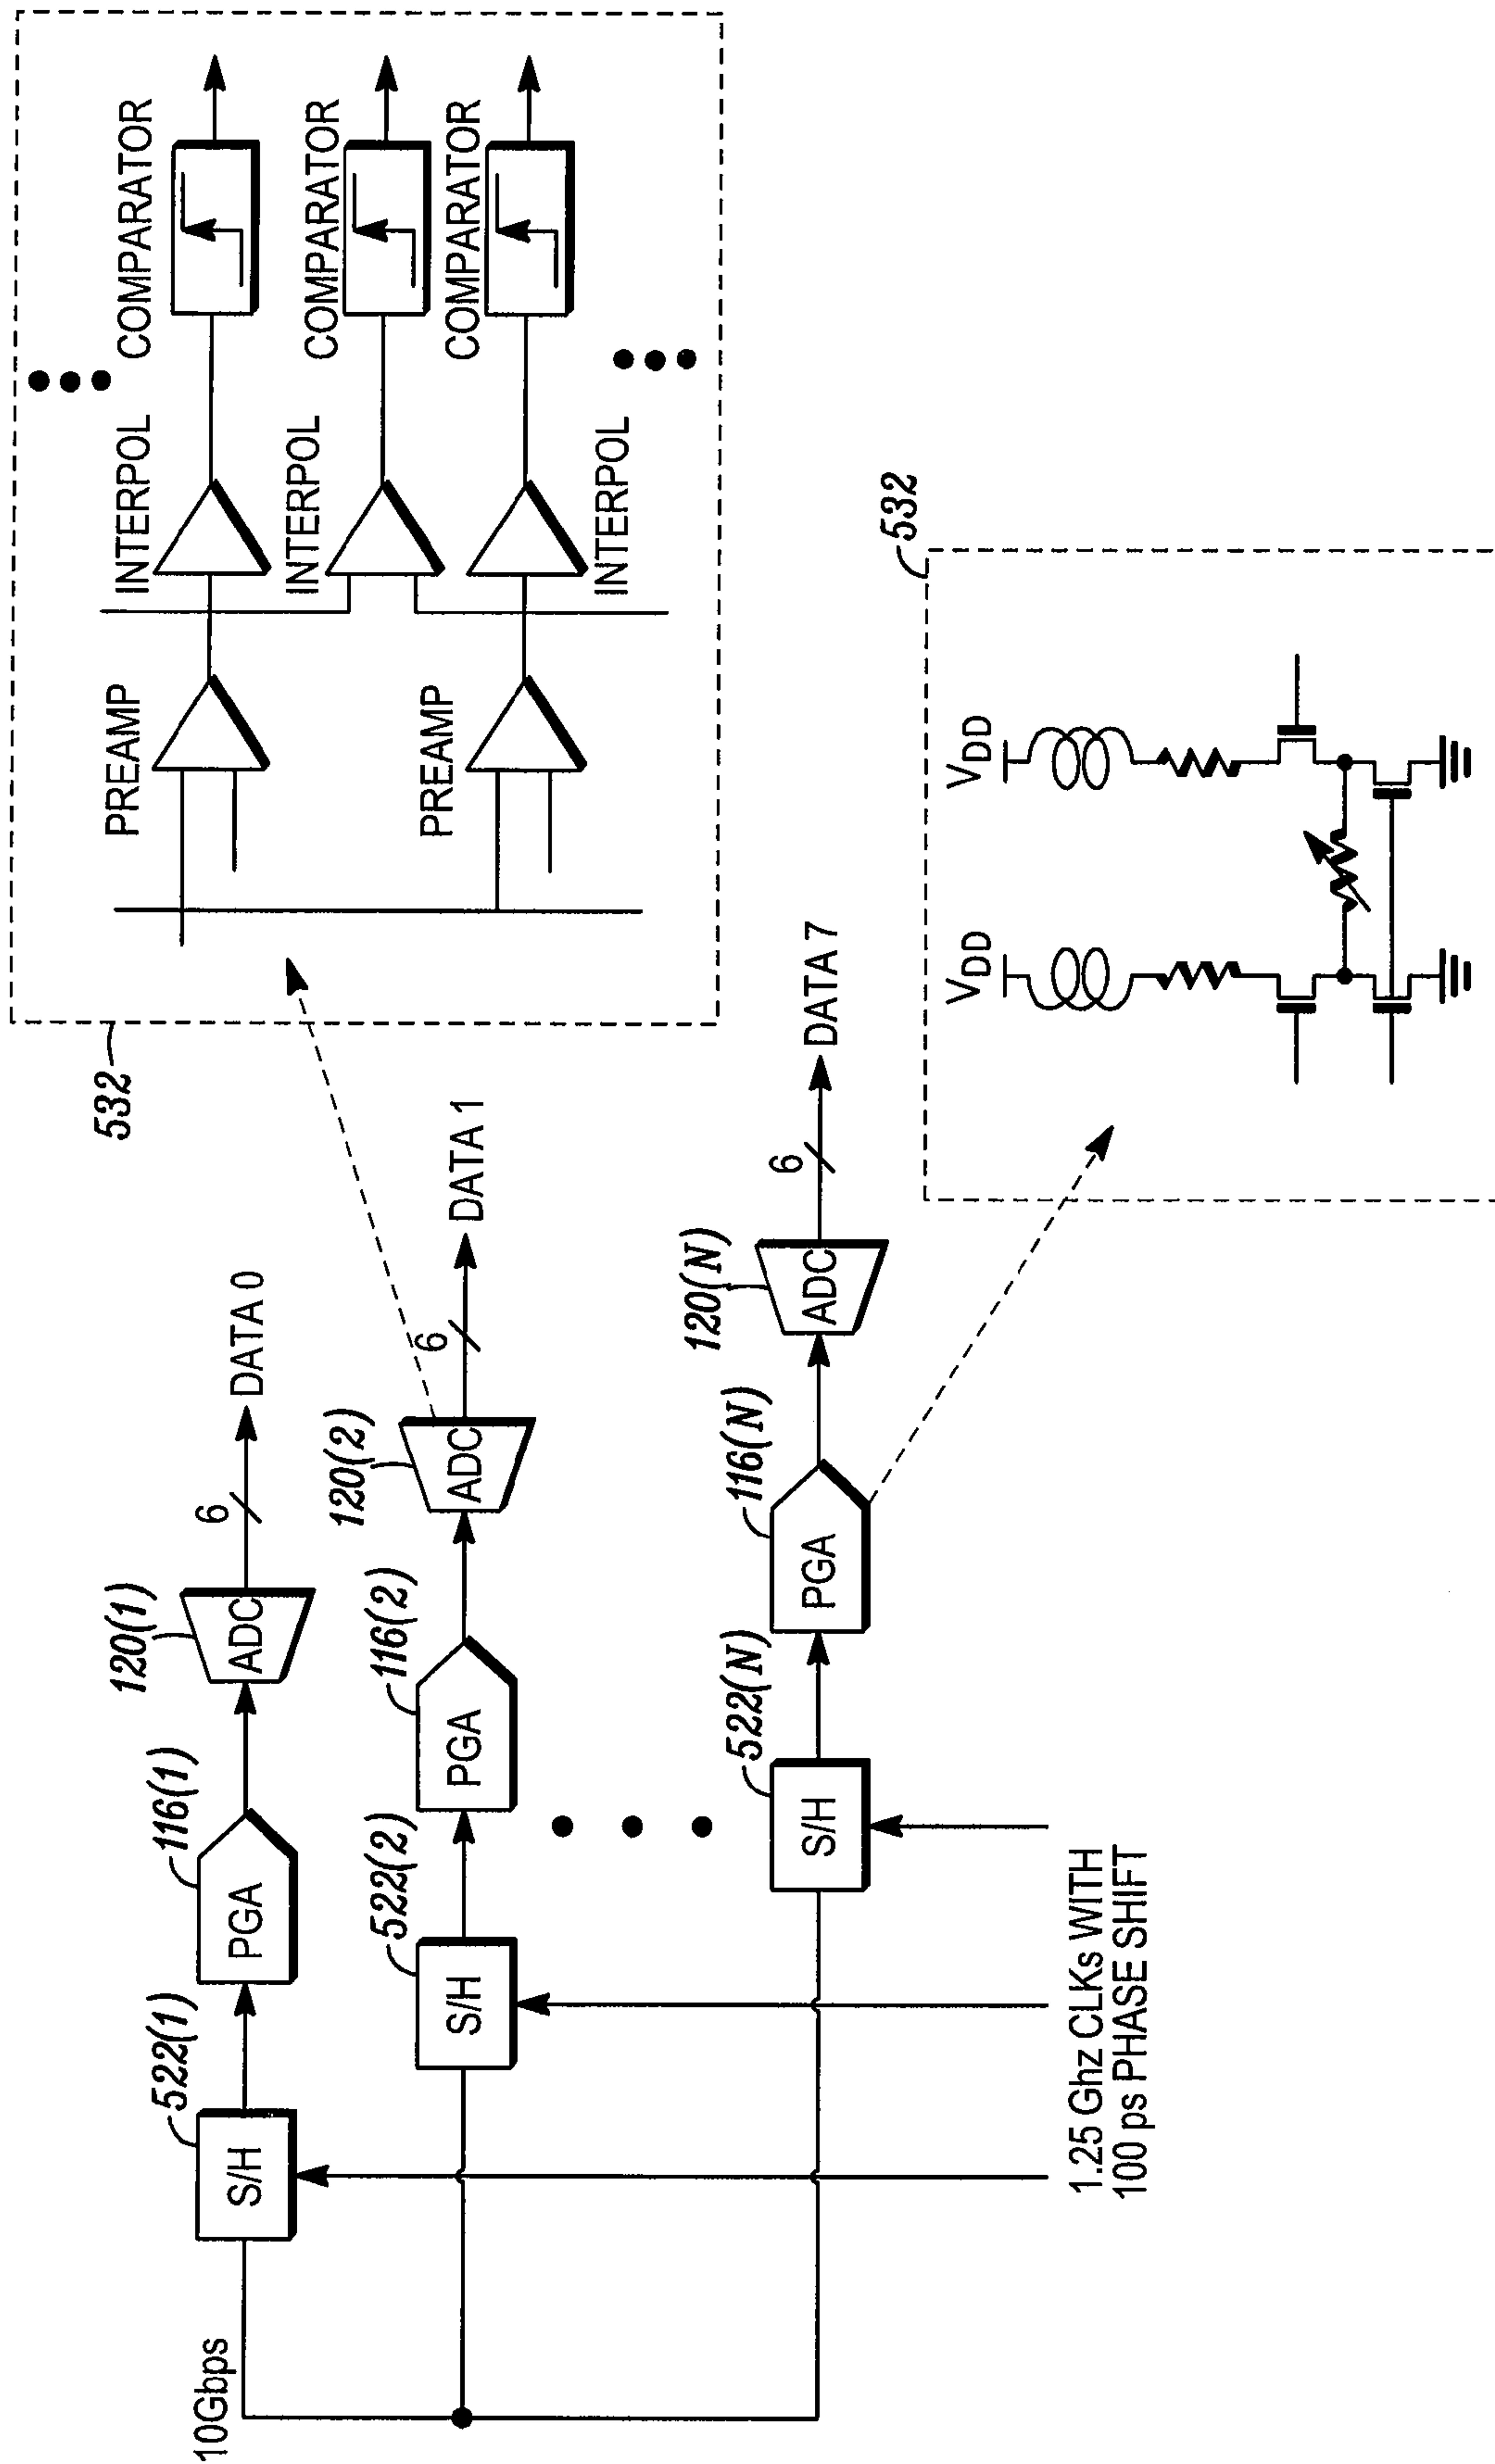 10Gbps
522(1)
S/H
116(1)
PGA
120(1)
ADC
6
DATA 0
522(2)
S/H
116(2)
PGA
120(2)
ADC
6
DATA 1
522(N)
S/H
116(N)
PGA
120(N)
ADC
6
DATA 7
1.25 Ghz CLKs WITH
100 ps PHASE SHIFT
532
PREAMP
INTERPOL
COMPARATOR
INTERPOL
COMPARATOR
PREAMP
COMPARATOR
INTERPOL
532
VDD
VDD